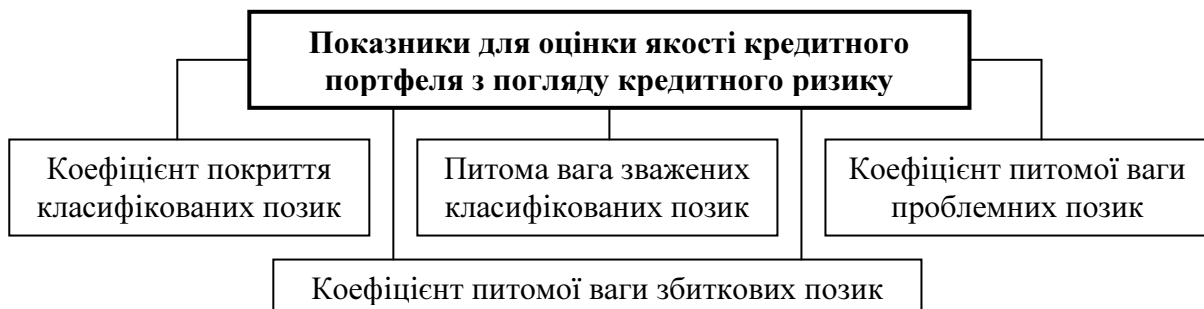 Показники для оцінки якості кредитного
портфеля з погляду кредитного ризику
Коефіцієнт покриття
класифікованих позик
Питома вага зважених
класифікованих позик
Коефіцієнт питомої ваги
проблемних позик
Коефіцієнт питомої ваги збиткових позик